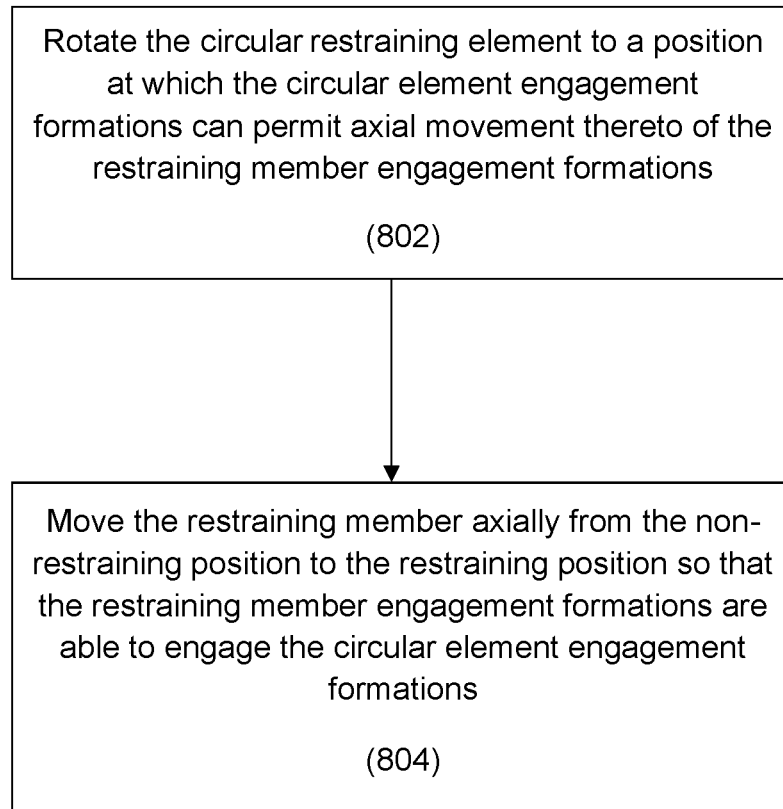 Rotate the circular restraining element to a position
at which the circular element engagement
formations can permit axial movement thereto of the
restraining member engagement formations
(802)
Move the restraining member axially from the non-
restraining position to the restraining position so that
the restraining member engagement formations are
able to engage the circular element engagement
formations
(804)